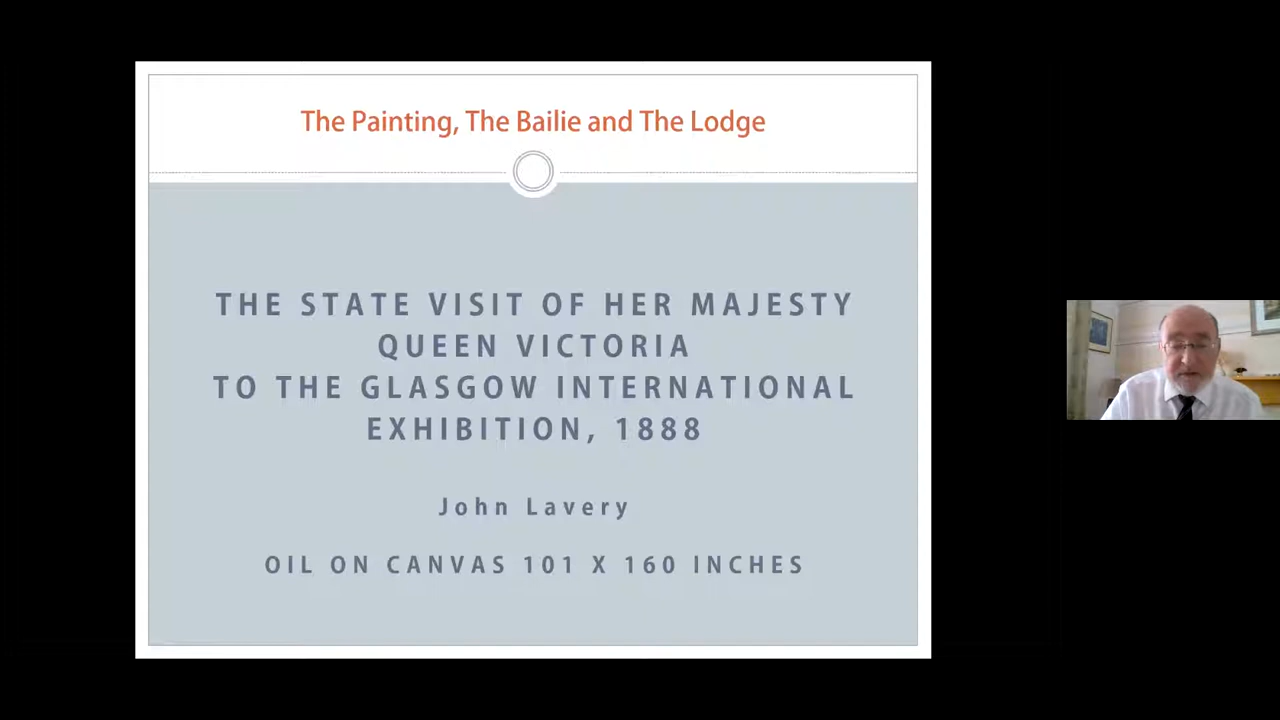 The Painting, The Bailie and The Lodge
THE STATE VISIT OF HER MAJESTY
QUEEN VICTORIA
TO THE GLASGOW INTERNATIONAL
EXHIBITION, 1888
John Lavery
OIL ON CANVAS 101 X 160 INCHES